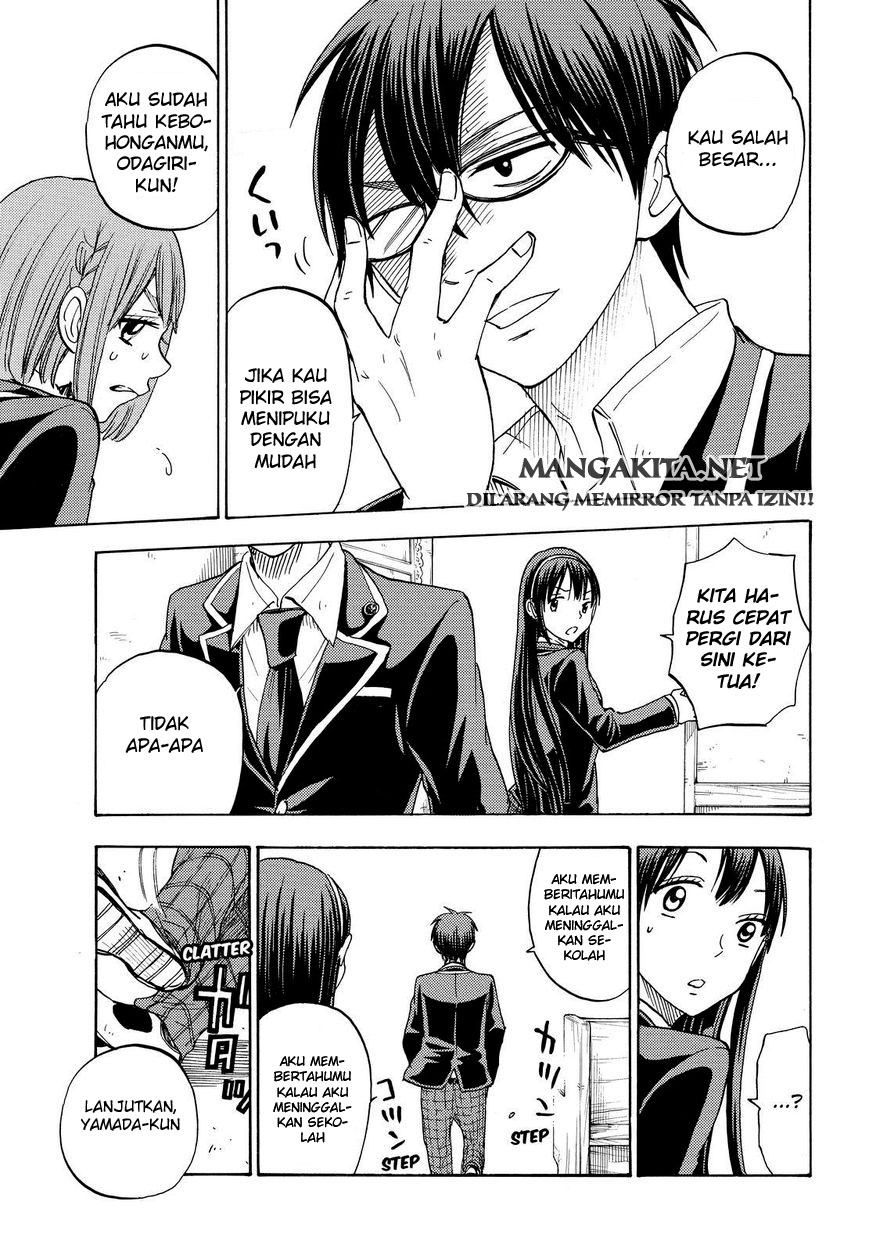 KAU SALAH
BESAR...
くいっ
JIKA KAU
PIKIR BISA
MENIPUKU
DENGAN
MUDAH
AKU SUDAH
TAHU KEBO-
HONGANMU,
ODAGIRI-
KUN!
MANGAKITA.NET
DILARANG MEMIRROR TANPA IZIN!!
KITA HA-
RUS CEPAT
PERGI DARI
SINI KE-
TUA!
TIDAK
APA-APA
...?
AKU MEM-
BERITAHUMU
KALAU AKU
MENINGGAL-
KAN SE-
KOLAH
コツン
STEP
コツン
STEP
AKU MEM-
BERTAHUMU
KALAU AKU
MENINGGAL-
KAN SEKO-
LAH
CLATTER
ガタ
LANJUTKAN,
YAMADA-KUN